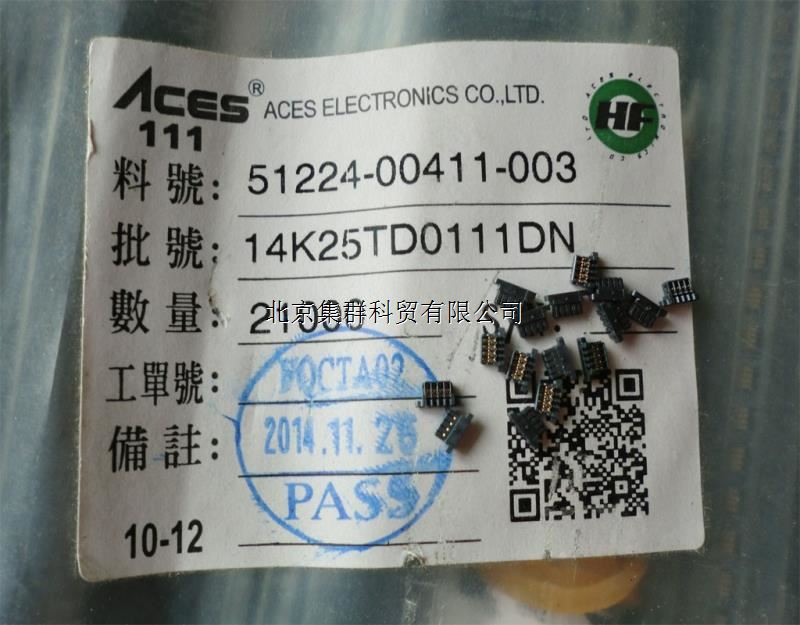 ACES® ACES ELECTRONICS CO.,LTD.
HF
111
料號: 51224-00411-003
批號: 14K25TD0111DN
數量:
北京集群科贸有限公司
工單號:
FQCTA02
備註:
2014.11.26
PASS
10-12